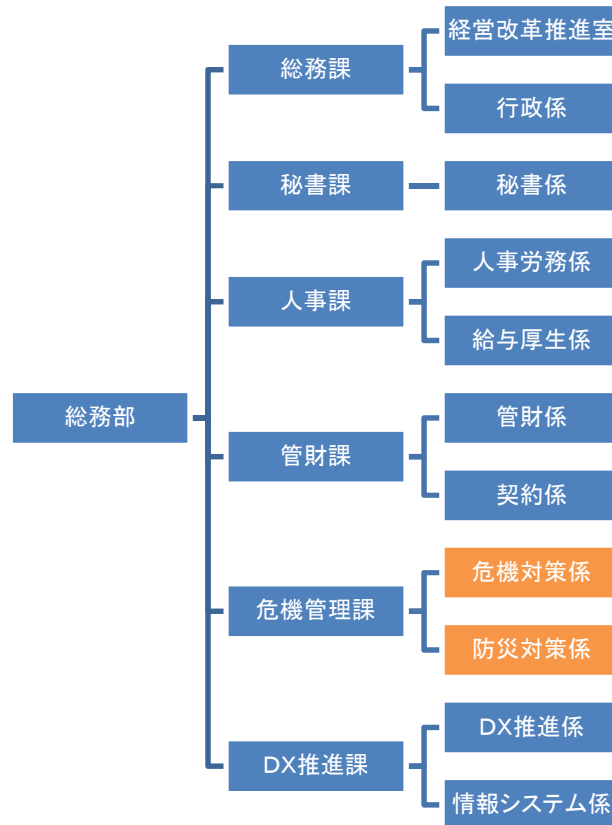 総務部
総務課
経営改革推進室
行政係
秘書課
秘書係
人事課
人事労務係
給与厚生係
管財課
管財係
契約係
危機管理課
危機対策係
防災対策係
DX推進課
DX推進係
情報システム係